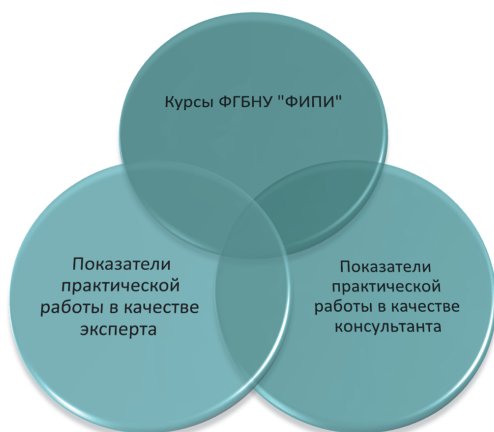 Курсы ФГБНУ "ФИПИ"
Показатели
практической
работы в качестве
эксперта
Показатели
практической
работы в качестве
консультанта